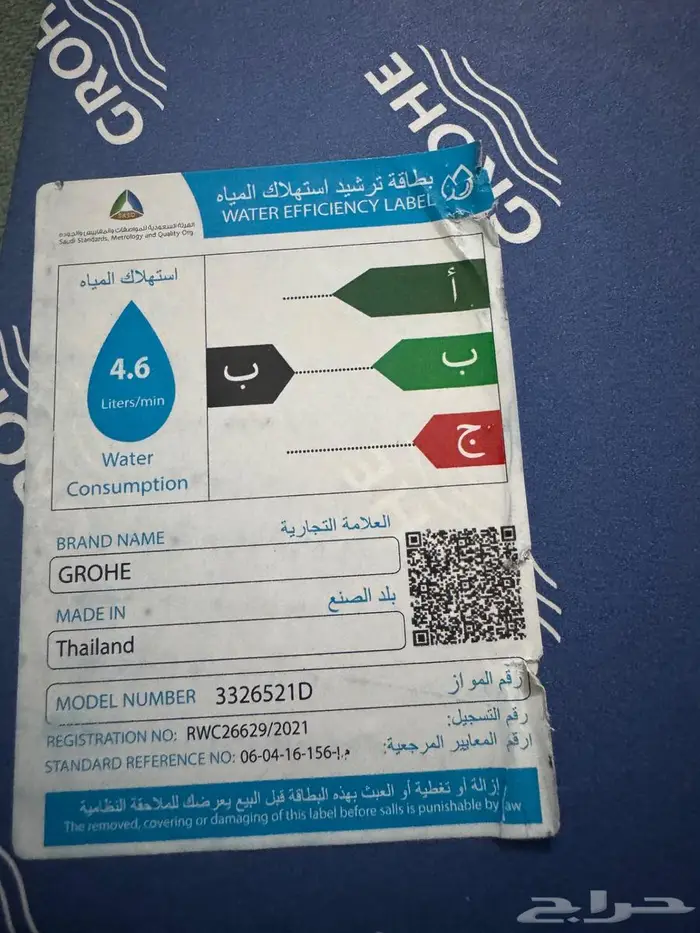 GROHE
GROHE
بطاقة ترشيد استهلاك المياه
WATER EFFICIENCY LABEL
SASO
الهيئة السعودية للمواصفات والمقاييس والجودة
Saudi Standards, Metrology and Quality Org
استهلاك المياه
4.6
Liters/min
Water
Consumption
أ
ب
ب
ج
BRAND NAME العلامة التجارية
GROHE
MADE IN بلد الصنع
Thailand
MODEL NUMBER 3326521D رقم المواز
REGISTRATION NO: RWC26629/2021 رقم التسجيل:
STANDARD REFERENCE NO: 06-04-16-156-م.إ ارقم المعايير المرجعية:
إزالة أو تغطية أو العبث بهذه البطاقة قبل البيع يعرضك للملاحقة النظامية
The removed, covering or damaging of this label before salls is punishable by law
حراج